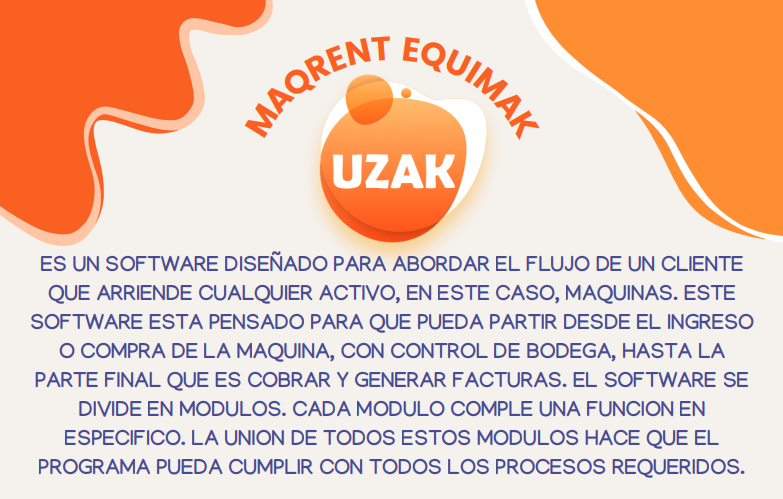 MAQRENT EQUIMAK
UZAK
ES UN SOFTWARE DISEÑADO PARA ABORDAR EL FLUJO DE UN CLIENTE
QUE ARRIENDE CUALQUIER ACTIVO, EN ESTE CASO, MAQUINAS. ESTE
SOFTWARE ESTA PENSADO PARA QUE PUEDA PARTIR DESDE EL INGRESO
O COMPRA DE LA MAQUINA, CON CONTROL DE BODEGA, HASTA LA
PARTE FINAL QUE ES COBRAR Y GENERAR FACTURAS. EL SOFTWARE SE
DIVIDE EN MODULOS. CADA MODULO COMPLE UNA FUNCION EN
ESPECIFICO. LA UNION DE TODOS ESTOS MODULOS HACE QUE EL
PROGRAMA PUEDA CUMPLIR CON TODOS LOS PROCESOS REQUERIDOS.